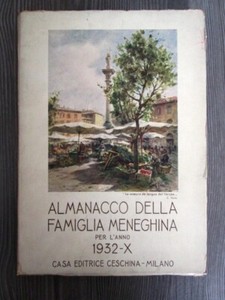 ALMANACCO DELLA
FAMIGLIA MENEGHINA
PER L'ANNO
1932-X
CASA EDITRICE CESCHINA - MILANO